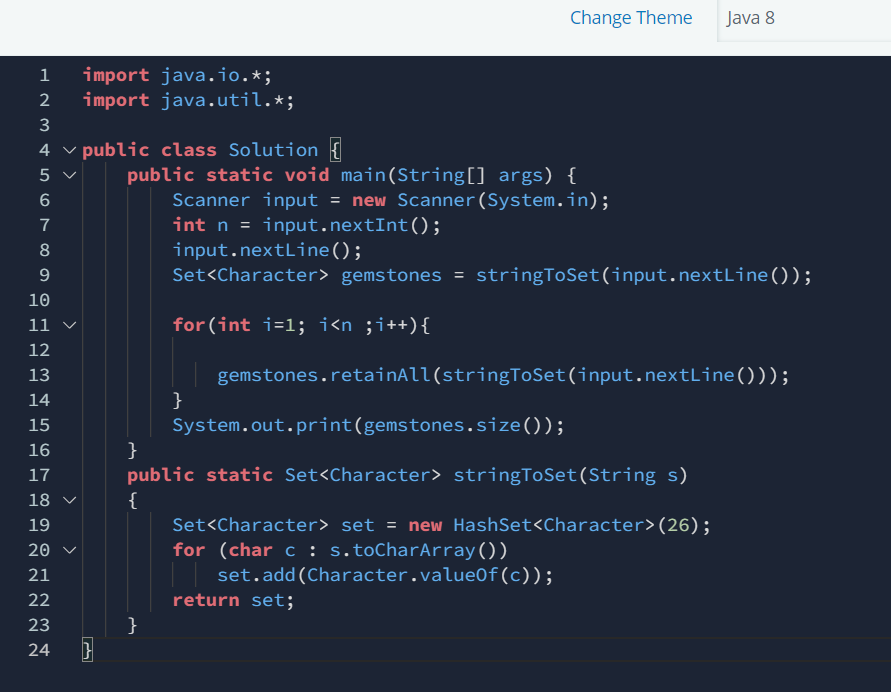 Change Theme Java 8
1 import java.io.*;
2 import java.util.*;
3
4 public class Solution {
5     public static void main(String[] args) {
6         Scanner input = new Scanner(System.in);
7         int n = input.nextInt();
8         input.nextLine();
9         Set<Character> gemstones = stringToSet(input.nextLine());
10
11         for(int i=1; i<n ;i++){
12
13             gemstones.retainAll(stringToSet(input.nextLine()));
14         }
15         System.out.print(gemstones.size());
16     }
17     public static Set<Character> stringToSet(String s)
18     {
19         Set<Character> set = new HashSet<Character>(26);
20         for (char c : s.toCharArray())
21             set.add(Character.valueOf(c));
22         return set;
23     }
24 }